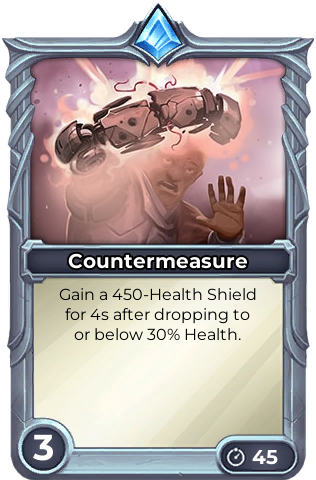 Countermeasure
Gain a 450-Health Shield
for 4s after dropping to
or below 30% Health.
3
45